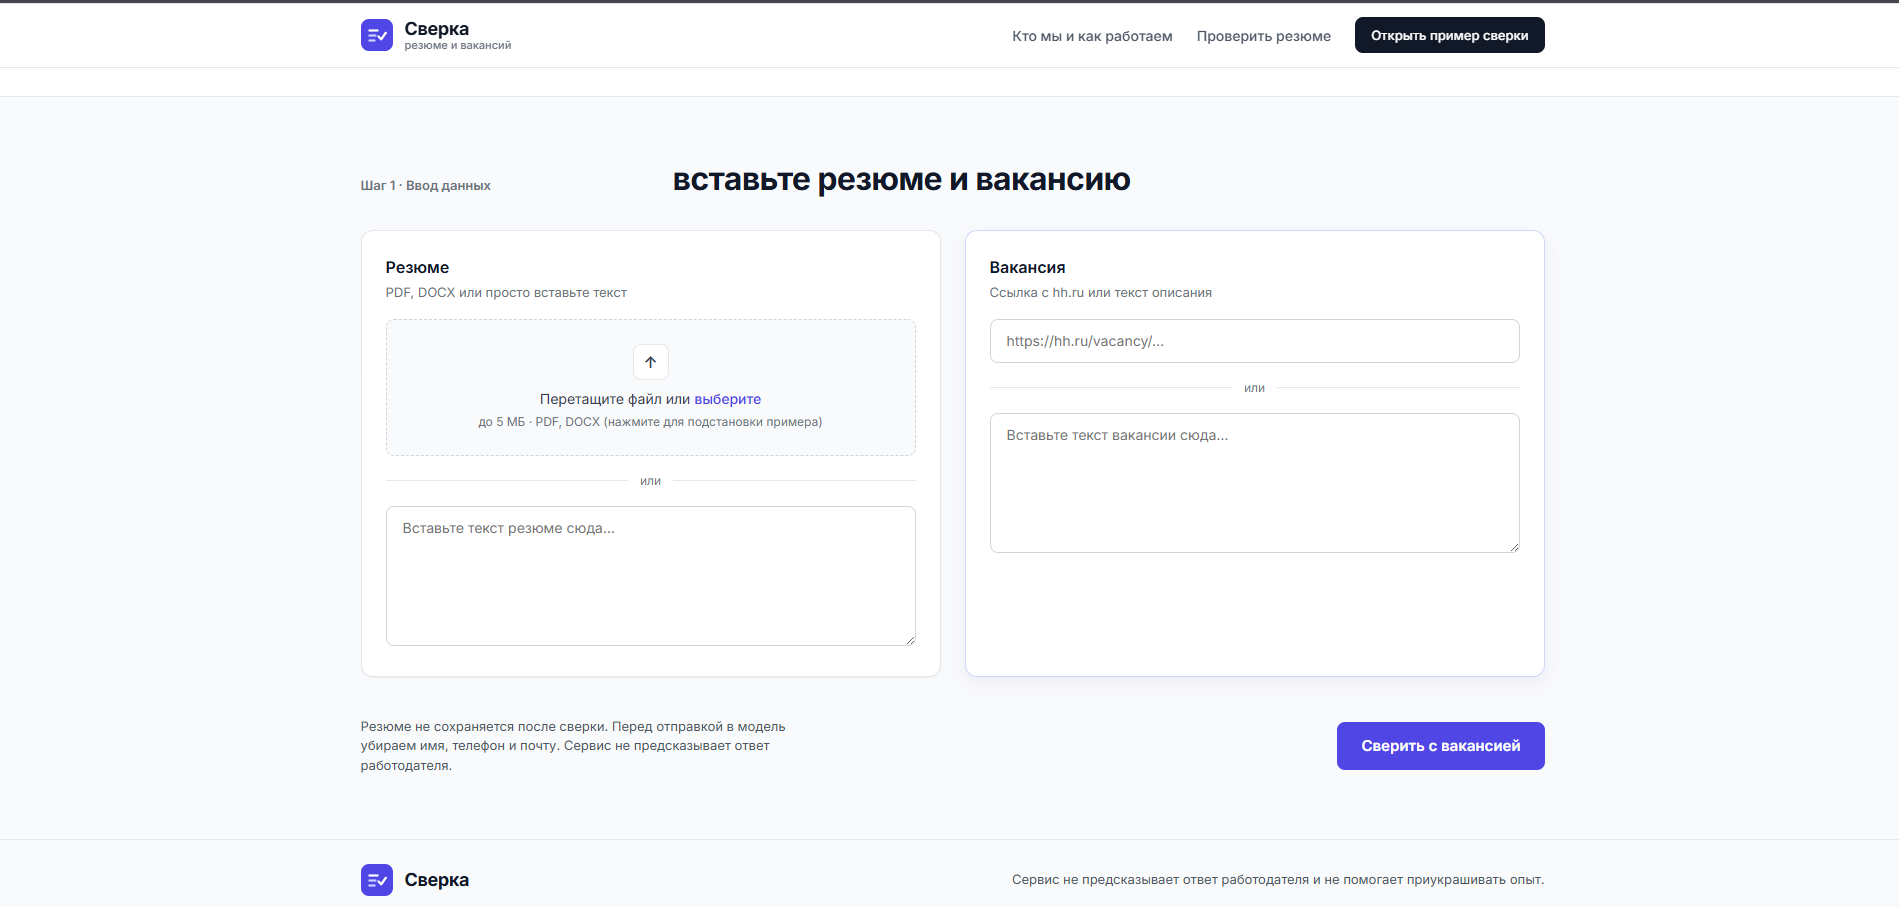 Сверка
резюме и вакансий
Кто мы и как работаем
Проверить резюме
Открыть пример сверки
Шаг 1 · Ввод данных
вставьте резюме и вакансию
Резюме
PDF, DOCX или просто вставьте текст
Перетащите файл или выберите
до 5 МБ · PDF, DOCX (нажмите для подстановки примера)
или
Вставьте текст резюме сюда...
Вакансия
Ссылка с hh.ru или текст описания
https://hh.ru/vacancy/...
или
Вставьте текст вакансии сюда...
Резюме не сохраняется после сверки. Перед отправкой в модель
убираем имя, телефон и почту. Сервис не предсказывает ответ
работодателя.
Сверить с вакансией
Сверка
Сервис не предсказывает ответ работодателя и не помогает приукрашивать опыт.